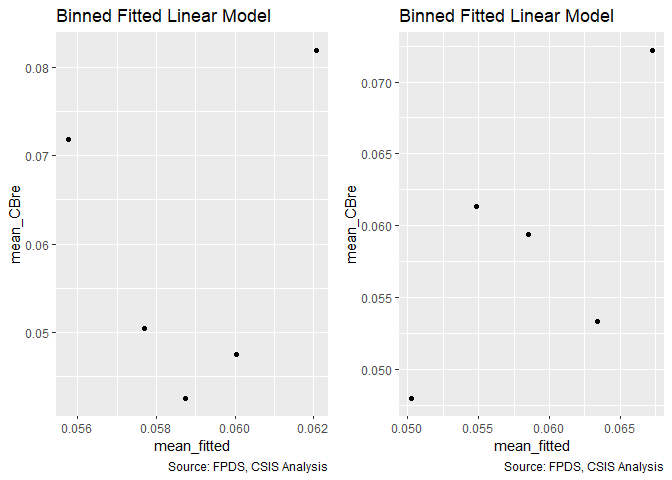 Binned Fitted Linear Model
0.08
0.07
0.06
0.05
mean_CBre
0.056
0.058
0.060
0.062
mean_fitted
Source: FPDS, CSIS Analysis
Binned Fitted Linear Model
0.070
0.065
0.060
0.055
0.050
mean_CBre
0.050
0.055
0.060
0.065
mean_fitted
Source: FPDS, CSIS Analysis